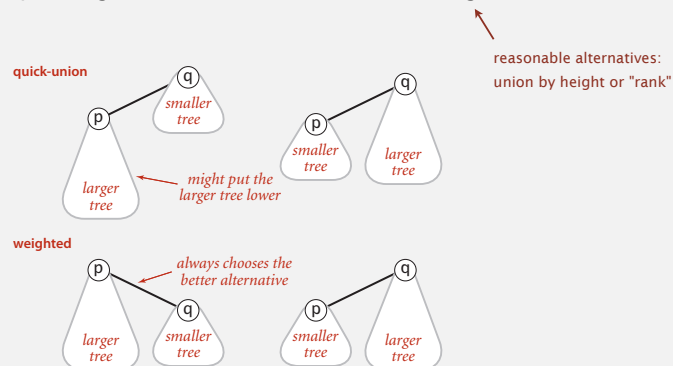 reasonable alternatives:
union by height or "rank"
quick-union
q
smaller
tree
p
larger
tree
might put the
larger tree lower
q
p
smaller
tree
larger
tree
weighted
p
always chooses the
better alternative
q
larger
tree
smaller
tree
q
p
smaller
tree
larger
tree